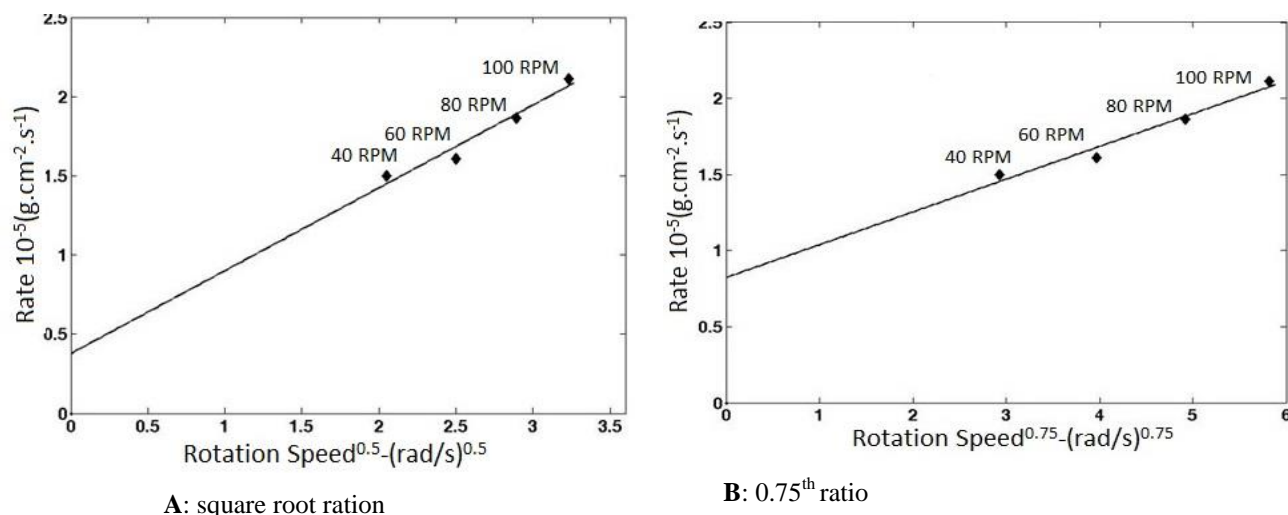 2.5
2
1.5
1
0.5
0
0
0.5
1
1.5
2
2.5
3
3.5
100 RPM
80 RPM
60 RPM
40 RPM
Rate 10⁻⁵(g.cm⁻².s⁻¹)
Rotation Speed⁰·⁵-(rad/s)⁰·⁵
A: square root ration
2.5
2
1.5
1
0.5
0
0
1
2
3
4
5
6
100 RPM
80 RPM
60 RPM
40 RPM
Rate 10⁻⁵(g.cm⁻².s⁻¹)
Rotation Speed⁰·⁷⁵-(rad/s)⁰·⁷⁵
B: 0.75ᵗʰ ratio